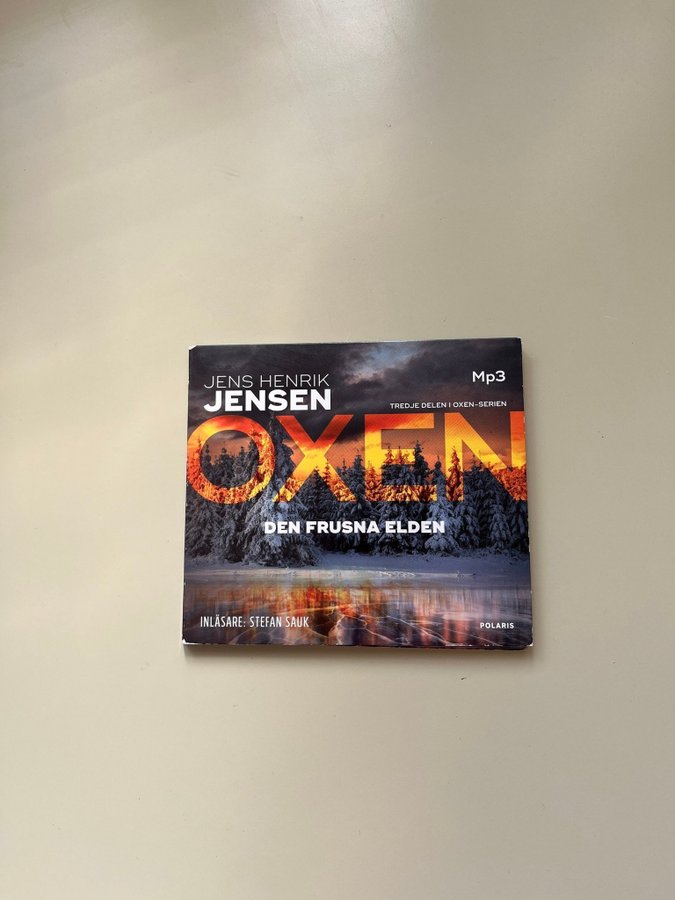 JENS HENRIK
JENSEN
Mp3
TREDJE DELEN I OXEN-SERIEN
OXEN
DEN FRUSNA ELDEN
INLÄSARE: STEFAN SAUK
POLARIS